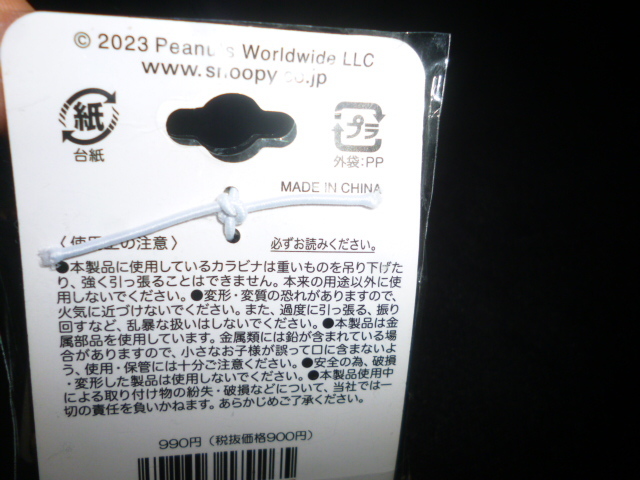 © 2023 Peanuts Worldwide LLC
www.snoopy.co.jp
紙
台紙
プラ
外袋:PP
MADE IN CHINA
〈使用上の注意〉
必ずお読みください。
●本製品に使用しているカラビナは重いものを吊り下げた
り、強く引っ張ることはできません。本来の用途以外に使
用しないでください。●変形・変質の恐れがありますので、
火気に近づけないでください。また、過度に引っ張る、振り
回すなど、乱暴な扱いはしないでください。●本製品は金
属部品を使用しています。金属類には鉛が含まれている場
合がありますので、小さなお子様が誤って口に含まないよ
う、使用・保管には十分ご注意ください。●安全の為、破損
・変形した製品は使用しないでください。●本製品使用中
による取り付け物の紛失・破損などについて、当社では一
切の責任を負いかねます。あらかじめご了承ください。
990円（税抜価格900円）